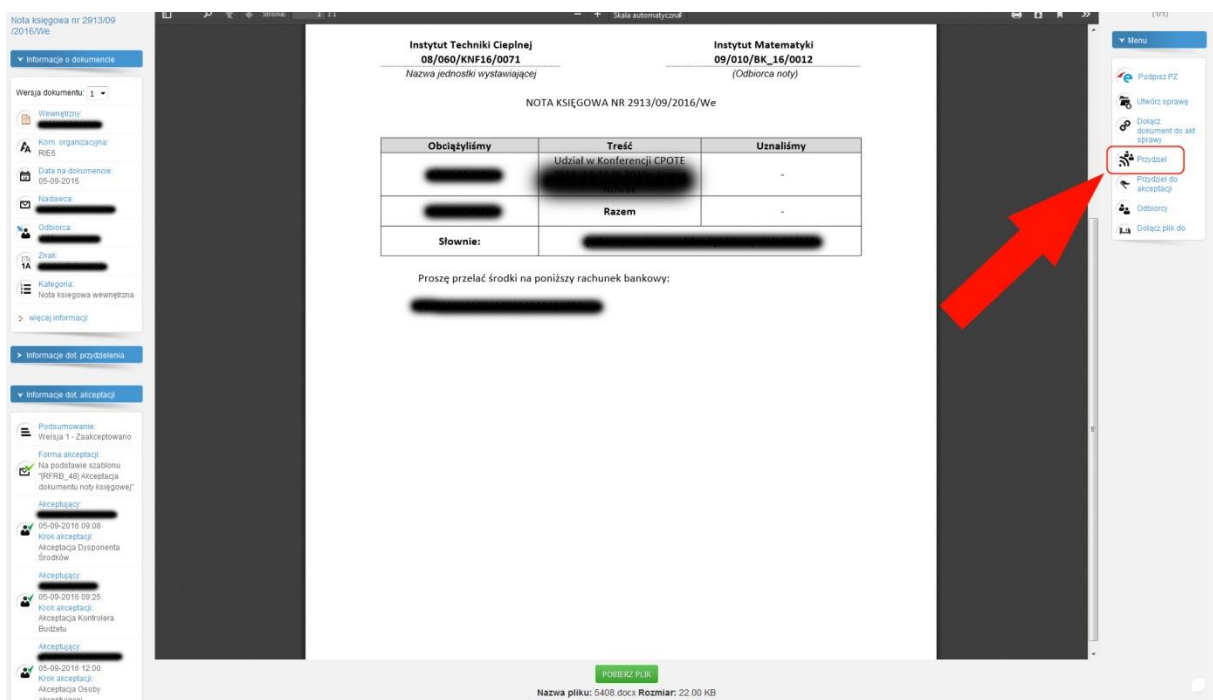 Nota księgowa nr 2913/09
/2016/We
Informacje o dokumencie
Wersja dokumentu: 1
Wewnętrzny:
Kom. organizacyjna:
RIE6
Data na dokumencie:
05-09-2016
Nadawca:
Odbiorca:
Znak:
Kategoria:
Nota księgowa wewnętrzna
więcej informacji
Informacje dot. przydzielenia
Informacje dot. akceptacji
Podsumowanie:
Wersja 1 - Zaakceptowano
Forma akceptacji:
Na podstawie szablonu
"[RFRB_48] Akceptacja
dokumentu noty księgowej"
Akceptujący:
05-09-2016 09:08
Krok akceptacji:
Akceptacja Dysponenta
Środków
Akceptujący:
05-09-2016 09:25
Krok akceptacji:
Akceptacja Kontrolera
Budżetu
Akceptujący:
05-09-2016 12:00
Krok akceptacji:
Akceptacja Osoby
Strona: 1 z 1
Skala automatyczna
Instytut Techniki Cieplnej
08/060/KNF16/0071
Nazwa jednostki wystawiającej
Instytut Matematyki
09/010/BK_16/0012
(Odbiorca noty)
NOTA KSIĘGOWA NR 2913/09/2016/We
Obciążyliśmy Treść Uznaliśmy
Udział w Konferencji CPOTE
-
Razem -
Słownie:
Proszę przelać środki na poniższy rachunek bankowy:
POBIERZ PLIK
Nazwa pliku: 5408.docx Rozmiar: 22.00 KB
(1/1)
Menu
Podpisz PZ
Utwórz sprawę
Dołącz
dokument do akt
sprawy
Przydziel
Przydziel do
akceptacji
Odbiorcy
Dołącz plik do